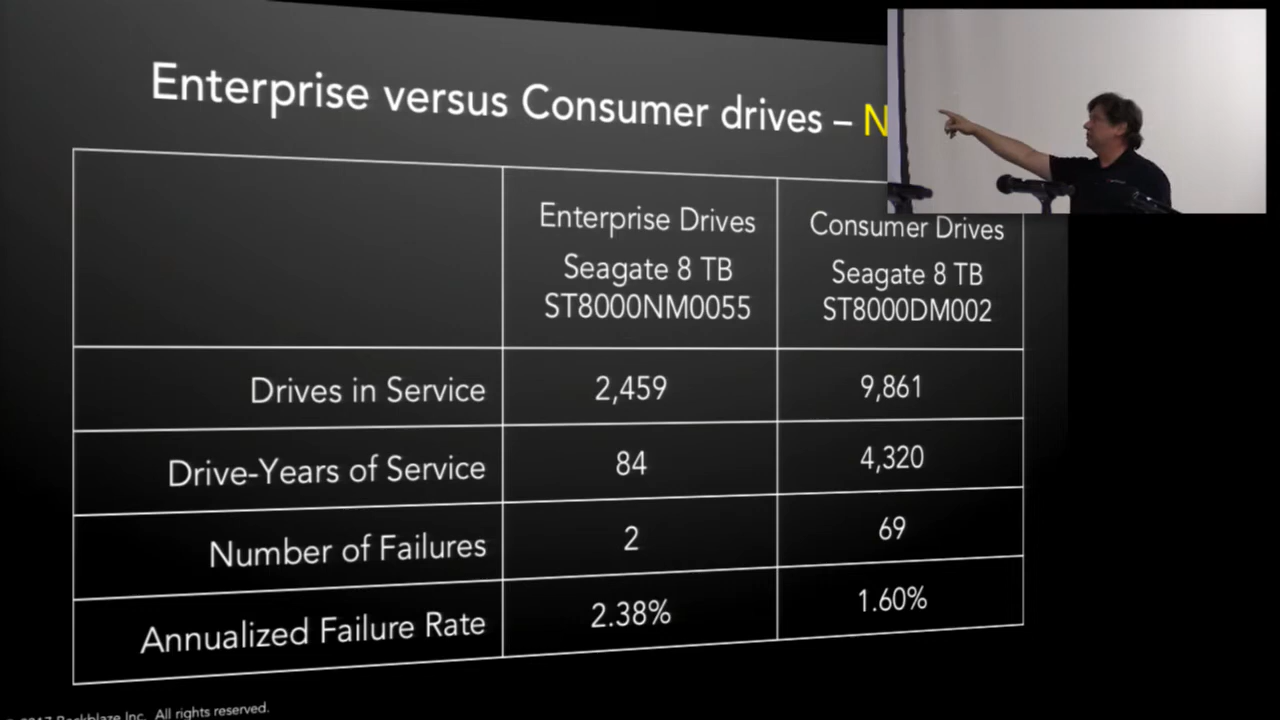 Enterprise versus Consumer drives – N
Enterprise Drives
Seagate 8 TB
ST8000NM0055
Consumer Drives
Seagate 8 TB
ST8000DM002
Drives in Service 2,459 9,861
Drive-Years of Service 84 4,320
Number of Failures 2 69
Annualized Failure Rate 2.38% 1.60%
2017 Backblaze Inc. All rights reserved.